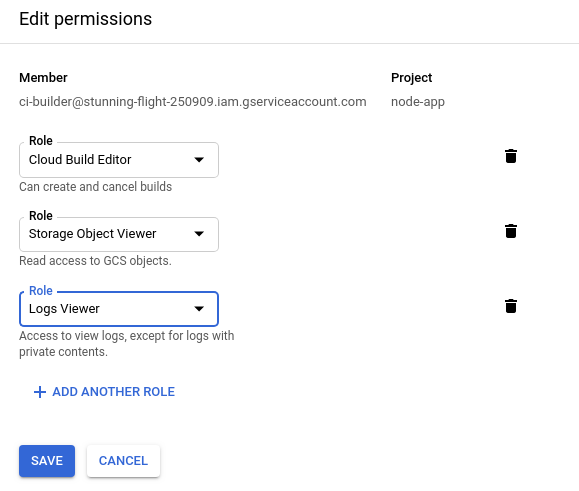 Edit permissions
Member
Project
ci-builder@stunning-flight-250909.iam.gserviceaccount.com
node-app
Role
Cloud Build Editor
Can create and cancel builds
Role
Storage Object Viewer
Read access to GCS objects.
Role
Logs Viewer
Access to view logs, except for logs with
private contents.
+ ADD ANOTHER ROLE
SAVE
CANCEL